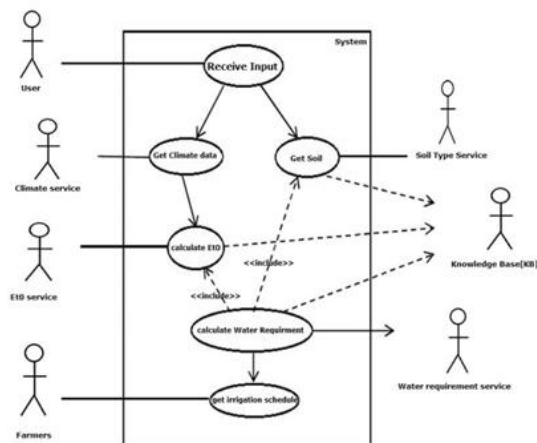 System
Receive Input
User
Get Climate data
Get Soil
Soil Type Service
Climate service
calculate Et0
Knowledge Base[KB]
<<include>>
Et0 service
<<include>>
calculate Water Requirment
Water requirement service
get irrigation schedule
Farmers